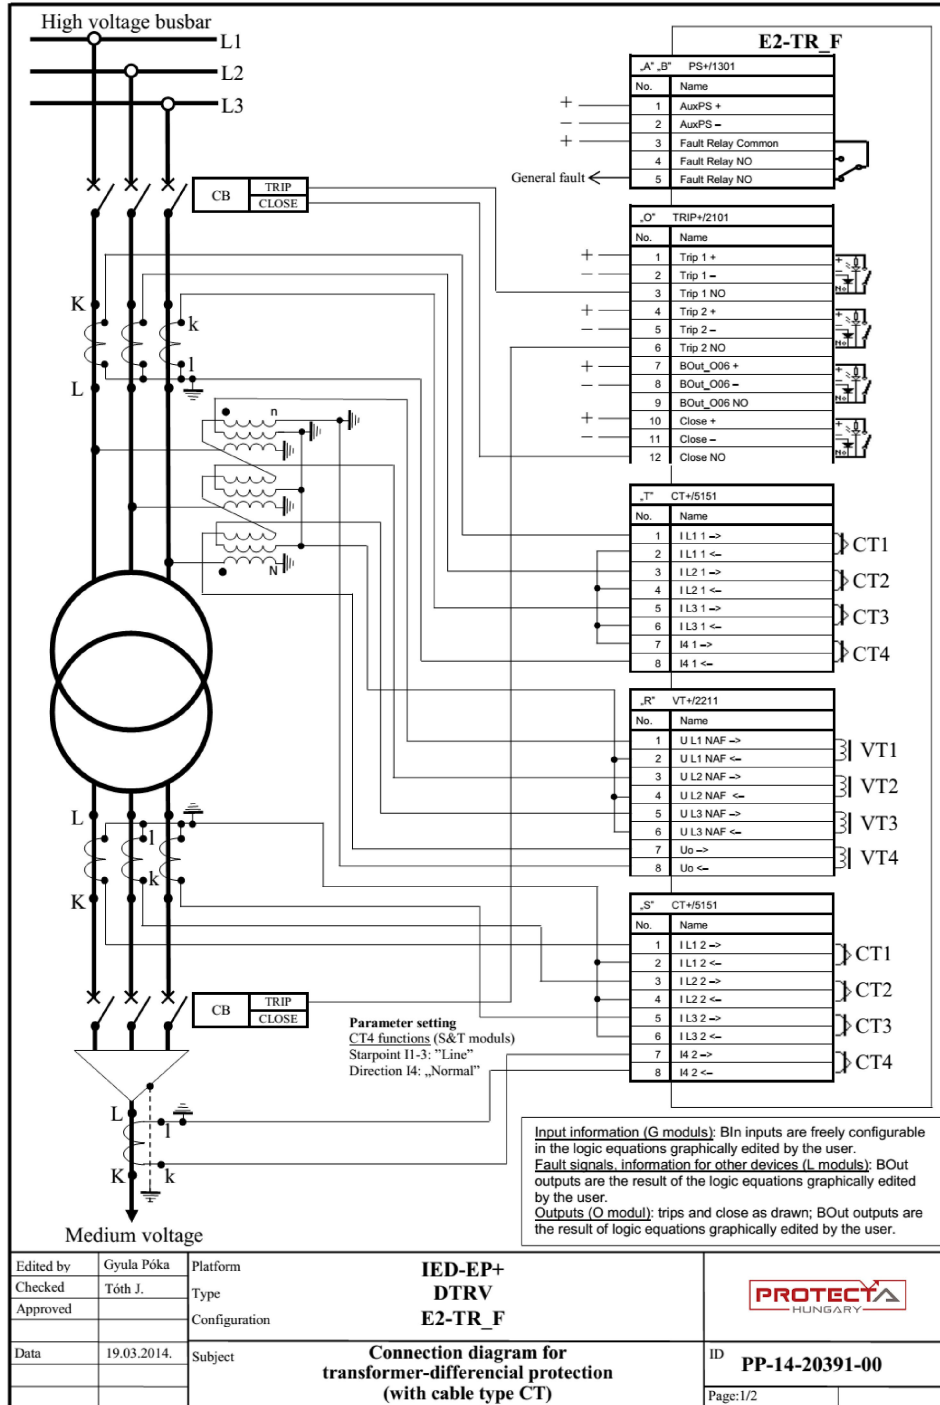 High voltage busbar
L1
L2
L3
E2-TR_F
„A" „B" PS+/1301
No. Name
1 AuxPS +
2 AuxPS –
3 Fault Relay Common
4 Fault Relay NO
5 Fault Relay NO
+
–
+
General fault
CB TRIP
CLOSE
„O" TRIP+/2101
No. Name
1 Trip 1 +
2 Trip 1 –
3 Trip 1 NO
4 Trip 2 +
5 Trip 2 –
6 Trip 2 NO
7 BOut_O06 +
8 BOut_O06 –
9 BOut_O06 NO
10 Close +
11 Close –
12 Close NO
+
–
+
–
+
–
+
–
K
k
l
L
n
N
„T" CT+/5151
No. Name
1 I L1 1 –>
2 I L1 1 <–
3 I L2 1 –>
4 I L2 1 <–
5 I L3 1 –>
6 I L3 1 <–
7 I4 1 –>
8 I4 1 <–
CT1
CT2
CT3
CT4
„R" VT+/2211
No. Name
1 U L1 NAF –>
2 U L1 NAF <–
3 U L2 NAF –>
4 U L2 NAF <–
5 U L3 NAF –>
6 U L3 NAF <–
7 Uo –>
8 Uo <–
VT1
VT2
VT3
VT4
L
l
k
K
„S" CT+/5151
No. Name
1 I L1 2 –>
2 I L1 2 <–
3 I L2 2 –>
4 I L2 2 <–
5 I L3 2 –>
6 I L3 2 <–
7 I4 2 –>
8 I4 2 <–
CT1
CT2
CT3
CT4
CB TRIP
CLOSE
Parameter setting
CT4 functions (S&T moduls)
Starpoint I1-3: "Line"
Direction I4: „Normal"
L
l
K
k
Medium voltage
Input information (G moduls): BIn inputs are freely configurable
in the logic equations graphically edited by the user.
Fault signals, information for other devices (L moduls): BOut
outputs are the result of the logic equations graphically edited
by the user.
Outputs (O modul): trips and close as drawn; BOut outputs are
the result of logic equations graphically edited by the user.
Edited by Gyula Póka
Checked Tóth J.
Approved
Data 19.03.2014.
Platform IED-EP+
Type DTRV
Configuration E2-TR_F
Subject Connection diagram for
transformer-differencial protection
(with cable type CT)
PROTECTA
HUNGARY
ID PP-14-20391-00
Page:1/2